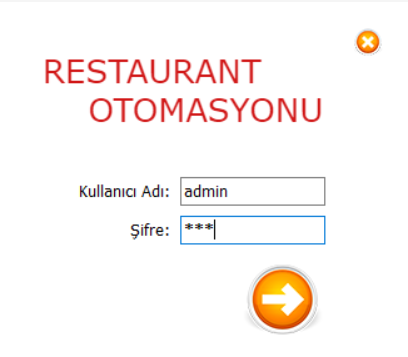 RESTAURANT
OTOMASYONU
Kullanıcı Adı: admin
Şifre: ***